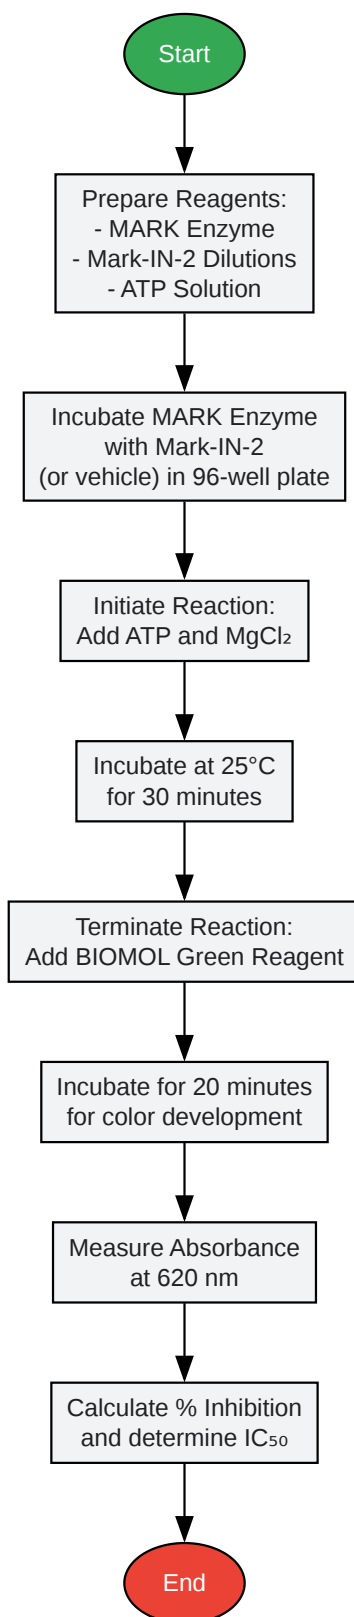 Start
Prepare Reagents:
- MARK Enzyme
- Mark-IN-2 Dilutions
- ATP Solution
Incubate MARK Enzyme
with Mark-IN-2
(or vehicle) in 96-well plate
Initiate Reaction:
Add ATP and MgCl₂
Incubate at 25°C
for 30 minutes
Terminate Reaction:
Add BIOMOL Green Reagent
Incubate for 20 minutes
for color development
Measure Absorbance
at 620 nm
Calculate % Inhibition
and determine IC₅₀
End